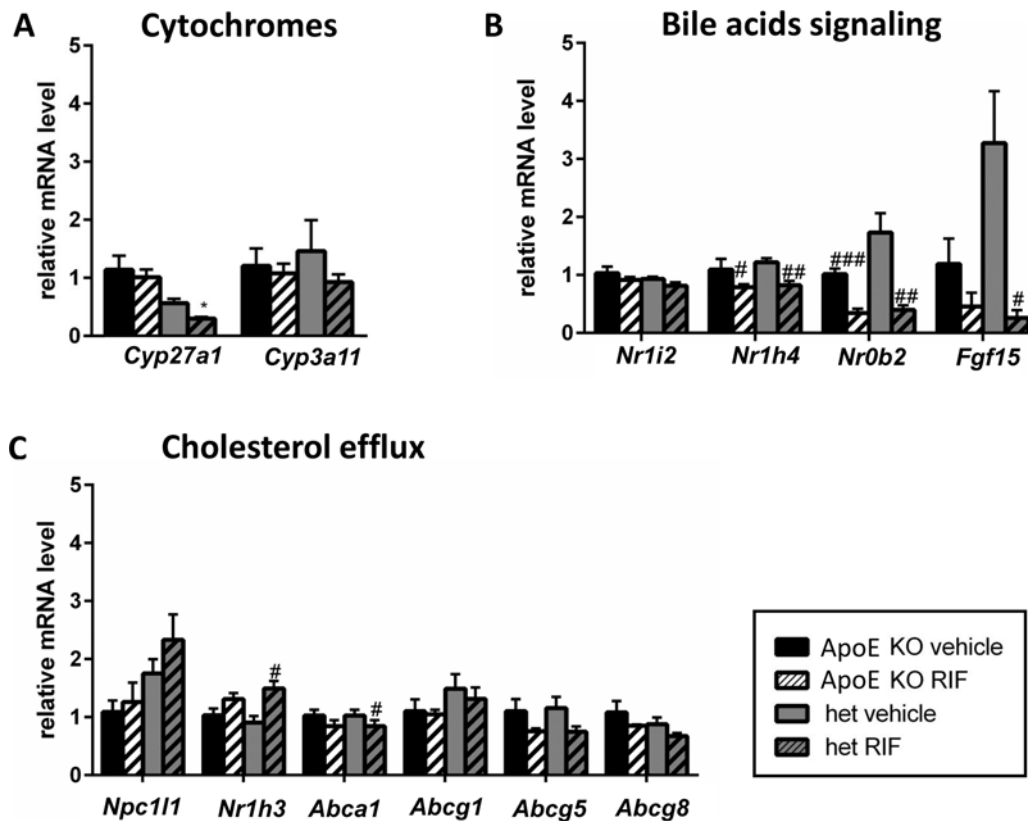 A Cytochromes
relative mRNA level
5
4
3
2
1
0
*
Cyp27a1 Cyp3a11
B Bile acids signaling
relative mRNA level
5
4
3
2
1
0
# ## ### ## #
Nr1i2 Nr1h4 Nr0b2 Fgf15
C Cholesterol efflux
relative mRNA level
5
4
3
2
1
0
# #
Npc1l1 Nr1h3 Abca1 Abcg1 Abcg5 Abcg8
ApoE KO vehicle
ApoE KO RIF
het vehicle
het RIF